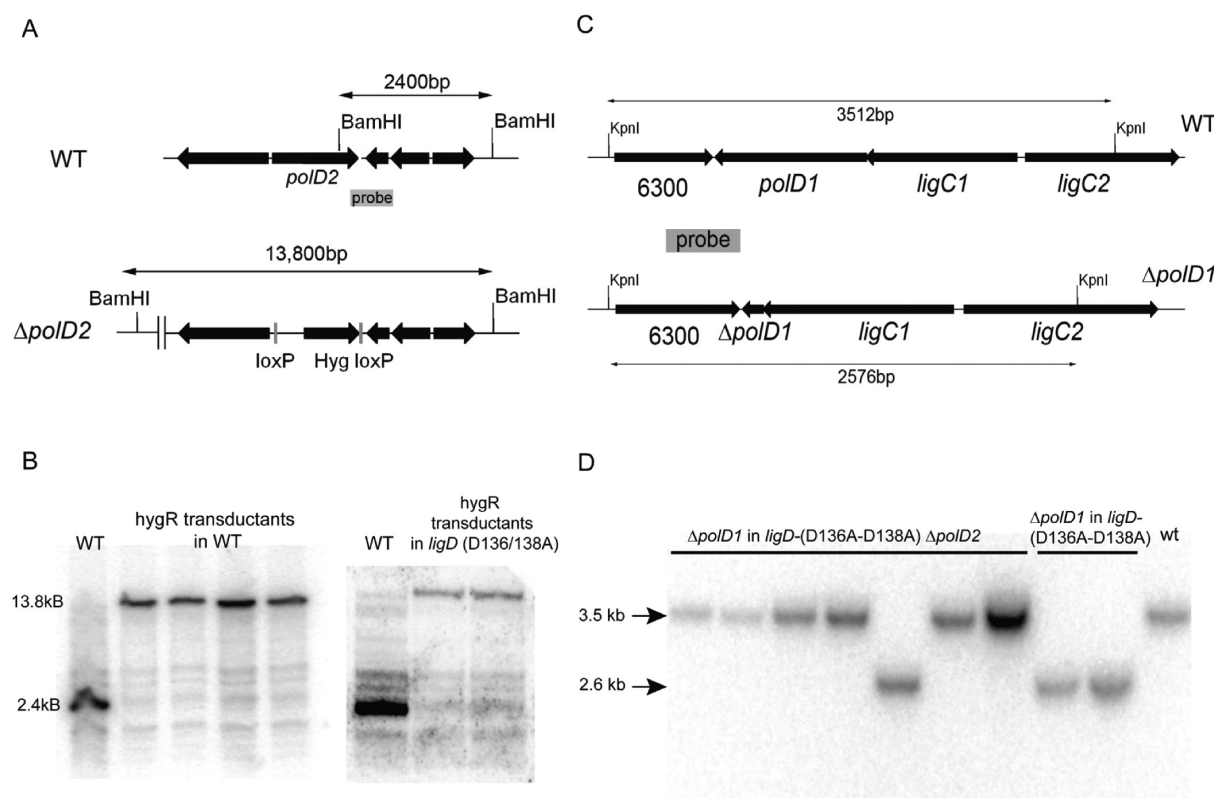 A
2400bp
BamHI
BamHI
WT
polD2
probe
13,800bp
BamHI
BamHI
ΔpolD2
loxP
Hyg
loxP
B
WT
hygR transductants
in WT
WT
hygR
transductants
in ligD (D136/138A)
13.8kB
2.4kB
C
3512bp
KpnI
KpnI
WT
6300
polD1
ligC1
ligC2
probe
KpnI
KpnI
ΔpolD1
6300
ΔpolD1
ligC1
ligC2
2576bp
D
ΔpolD1 in ligD-(D136A-D138A) ΔpolD2
ΔpolD1 in ligD-
(D136A-D138A)
wt
3.5 kb
2.6 kb